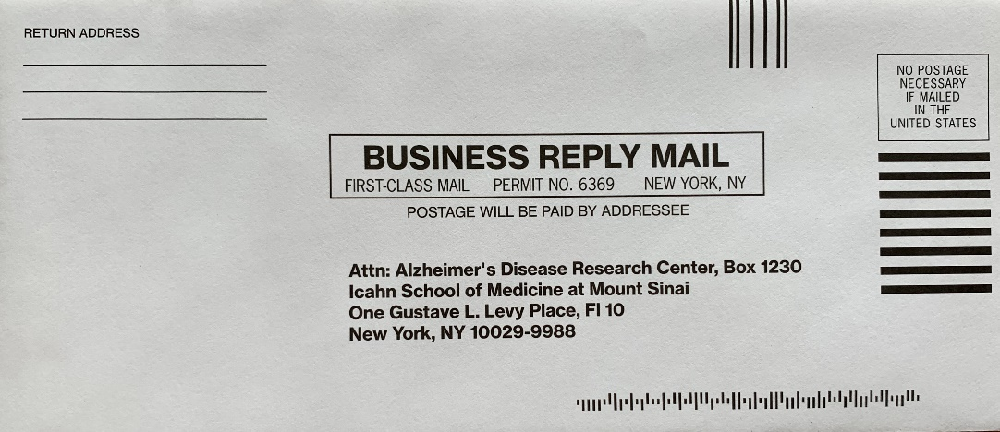 RETURN ADDRESS
NO POSTAGE
NECESSARY
IF MAILED
IN THE
UNITED STATES
BUSINESS REPLY MAIL
FIRST-CLASS MAIL PERMIT NO. 6369 NEW YORK, NY
POSTAGE WILL BE PAID BY ADDRESSEE
Attn: Alzheimer's Disease Research Center, Box 1230
Icahn School of Medicine at Mount Sinai
One Gustave L. Levy Place, Fl 10
New York, NY 10029-9988